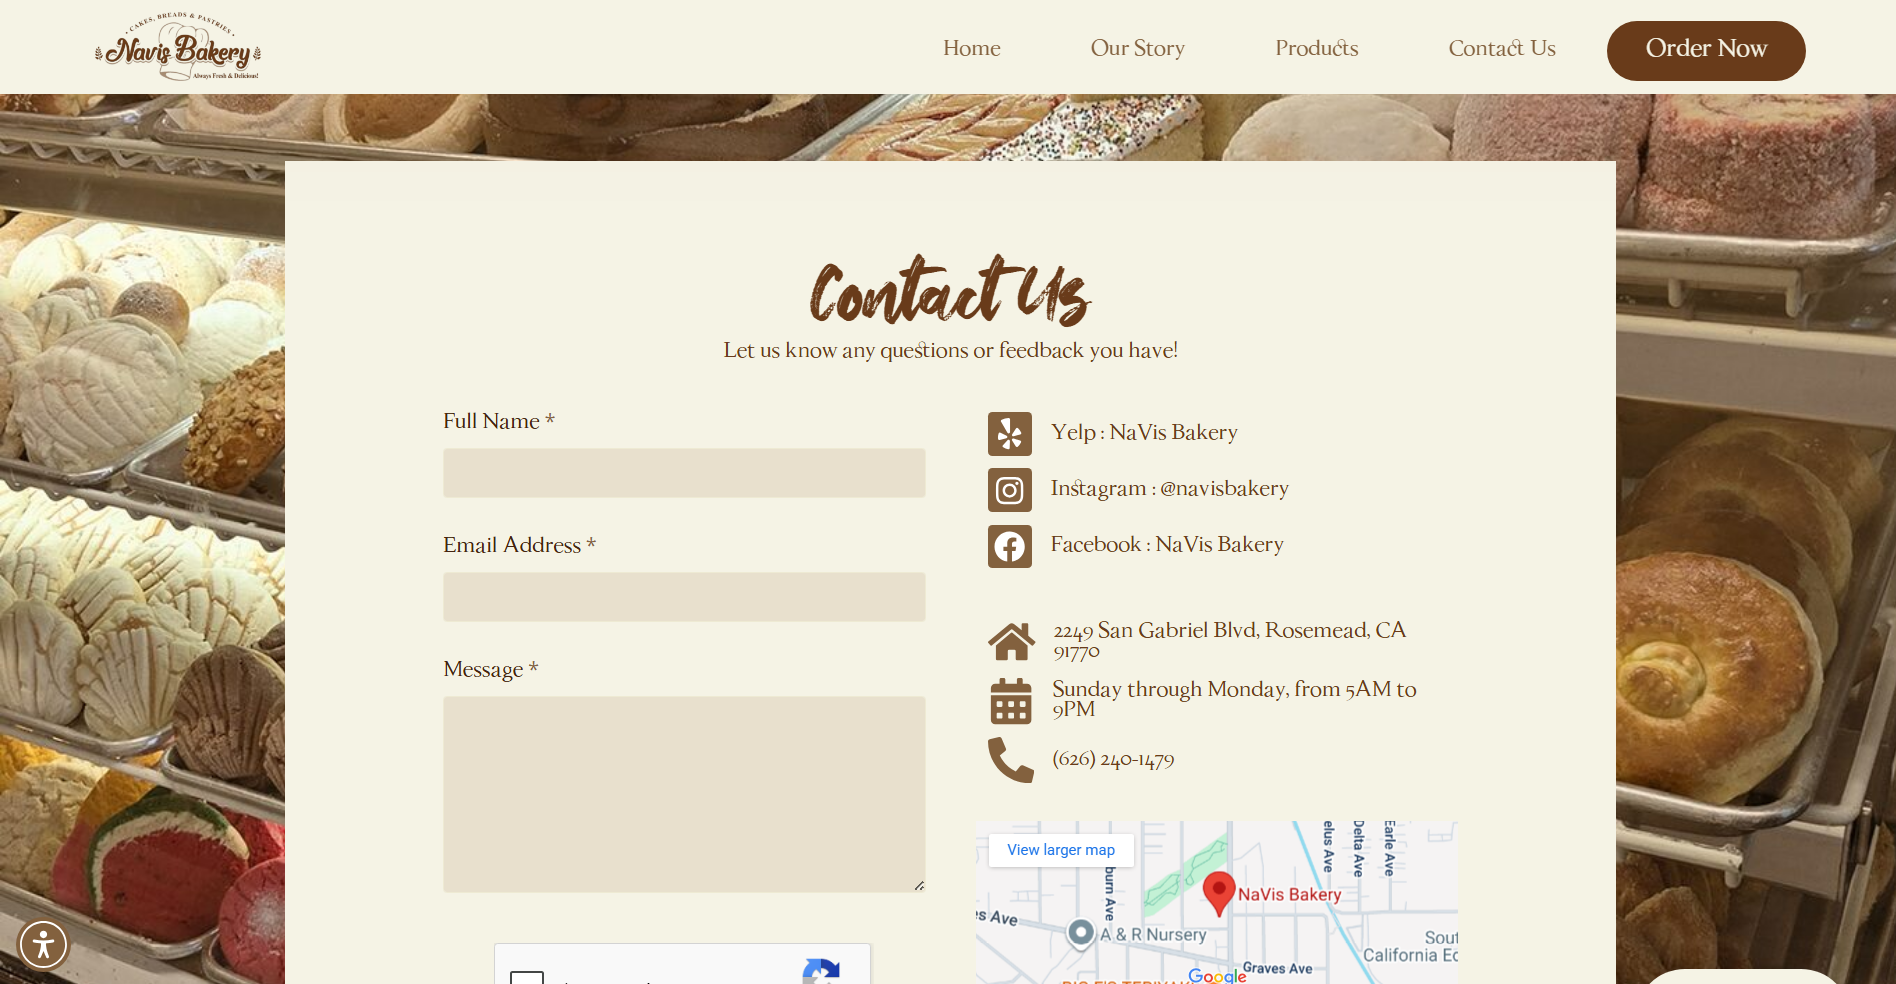 CAKES, BREADS & PASTRIES
Navis Bakery
Always Fresh & Delicious!
Home
Our Story
Products
Contact Us
Order Now
Contact Us
Let us know any questions or feedback you have!
Full Name *
Email Address *
Message *
Yelp : NaVis Bakery
Instagram : @navisbakery
Facebook : NaVis Bakery
2249 San Gabriel Blvd, Rosemead, CA
91770
Sunday through Monday, from 5AM to
9PM
(626) 240-1479
View larger map
elus Ave
Delta Ave
Earle Ave
burn Ave
NaVis Bakery
s Ave
A & R Nursery
California Ed
Graves Ave
Google